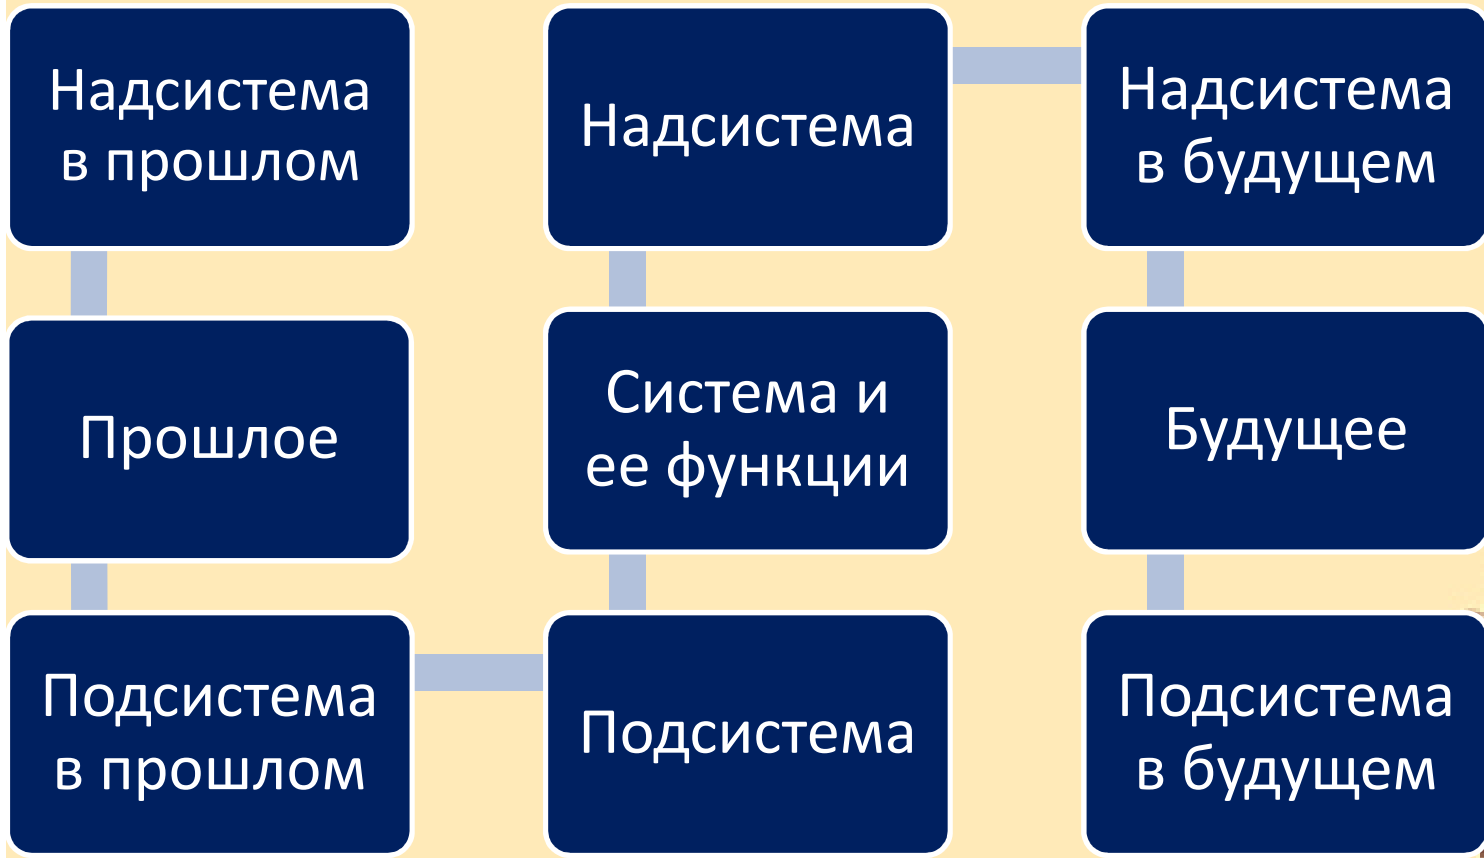 Надсистема
в прошлом
Надсистема
Надсистема
в будущем
Прошлое
Система и
ее функции
Будущее
Подсистема
в прошлом
Подсистема
Подсистема
в будущем